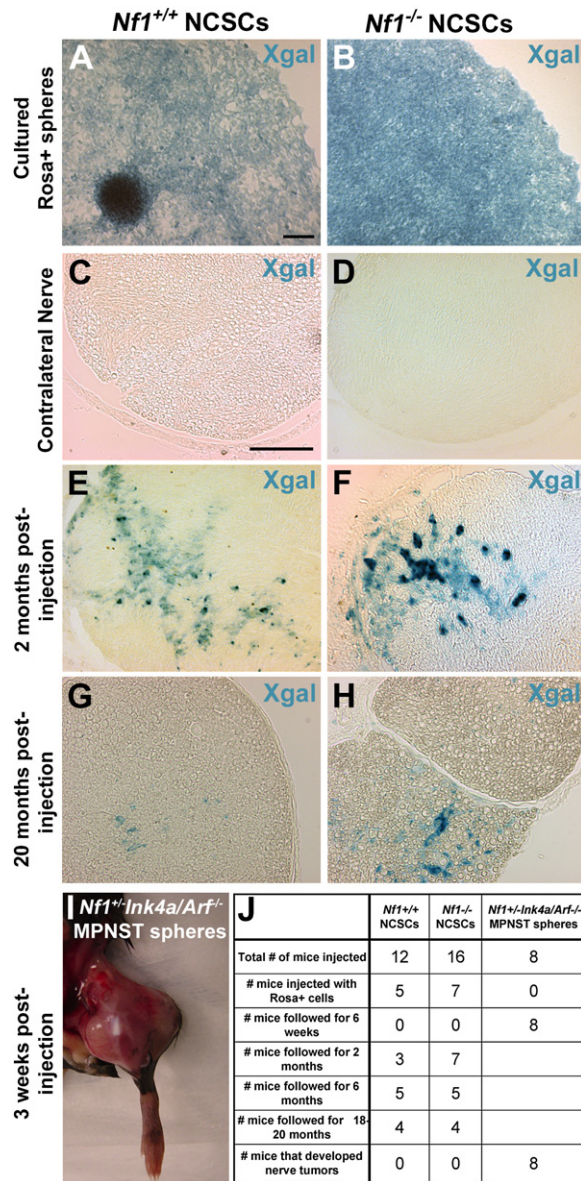 Nf1+/+ NCSCs
Nf1-/- NCSCs
Cultured
Rosa+ spheres
A
Xgal
B
Xgal
Contralateral Nerve
C
Xgal
D
Xgal
2 months post-
injection
E
Xgal
F
Xgal
20 months post-
injection
G
Xgal
H
Xgal
3 weeks post-
injection
I Nf1+/-Ink4a/Arf-/-
MPNST spheres
J
Nf1+/+ Nf1-/- Nf1+/-Ink4a/Arf-/-
NCSCs NCSCs MPNST spheres
Total # of mice injected 12 16 8
# mice injected with
Rosa+ cells 5 7 0
# mice followed for 6
weeks 0 0 8
# mice followed for 2
months 3 7
# mice followed for 6
months 5 5
# mice followed for 18-
20 months 4 4
# mice that developed
nerve tumors 0 0 8